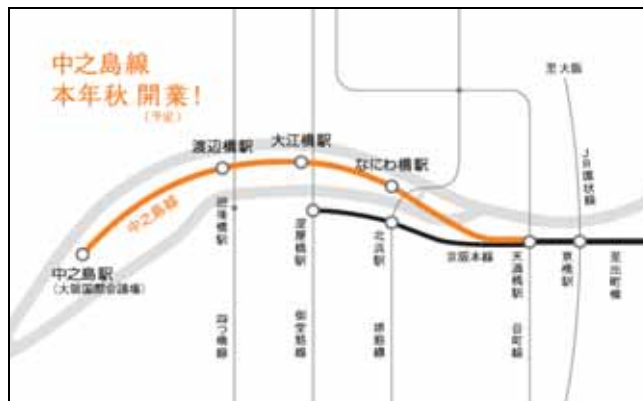 中之島線
本年秋 開業!
(予定)
至大阪
JR環状線
渡辺橋駅
大江橋駅
なにわ橋駅
中之島線
肥後橋駅
淀屋橋駅
北浜駅
京阪本線
天満橋駅
京橋駅
至出町柳
中之島駅
(大阪国際会議場)
四つ橋線
御堂筋線
堺筋線
谷町線